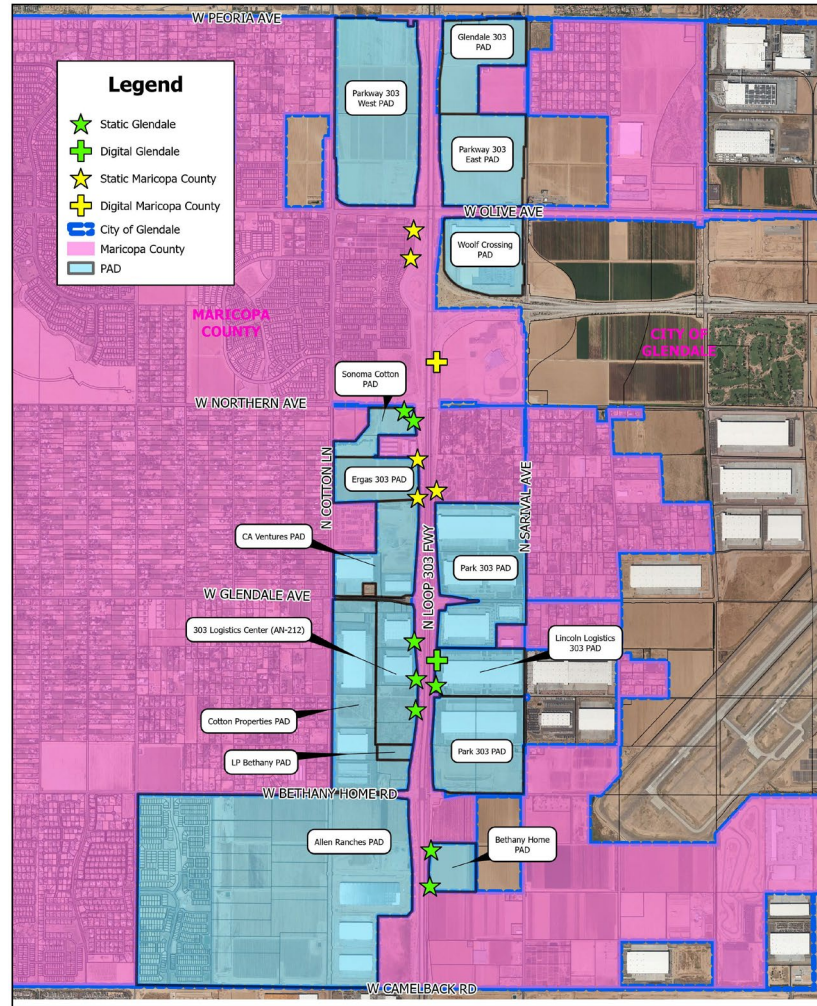 W PEORIA AVE
Glendale 303
PAD
Parkway 303
West PAD
Legend
Static Glendale
Digital Glendale
Static Maricopa County
Digital Maricopa County
City of Glendale
Maricopa County
PAD
Parkway 303
East PAD
W OLIVE AVE
Woolf Crossing
PAD
MARICOPA
COUNTY
CITY OF
GLENDALE
Sonoma Cotton
PAD
W NORTHERN AVE
N COTTON LN
Ergas 303 PAD
N SARIVAL AVE
CA Ventures PAD
N LOOP 303 FWY
Park 303 PAD
W GLENDALE AVE
303 Logistics Center (AN-212)
Lincoln Logistics
303 PAD
Cotton Properties PAD
LP Bethany PAD
Park 303 PAD
W BETHANY HOME RD
Allen Ranches PAD
Bethany Home
PAD
W CAMELBACK RD